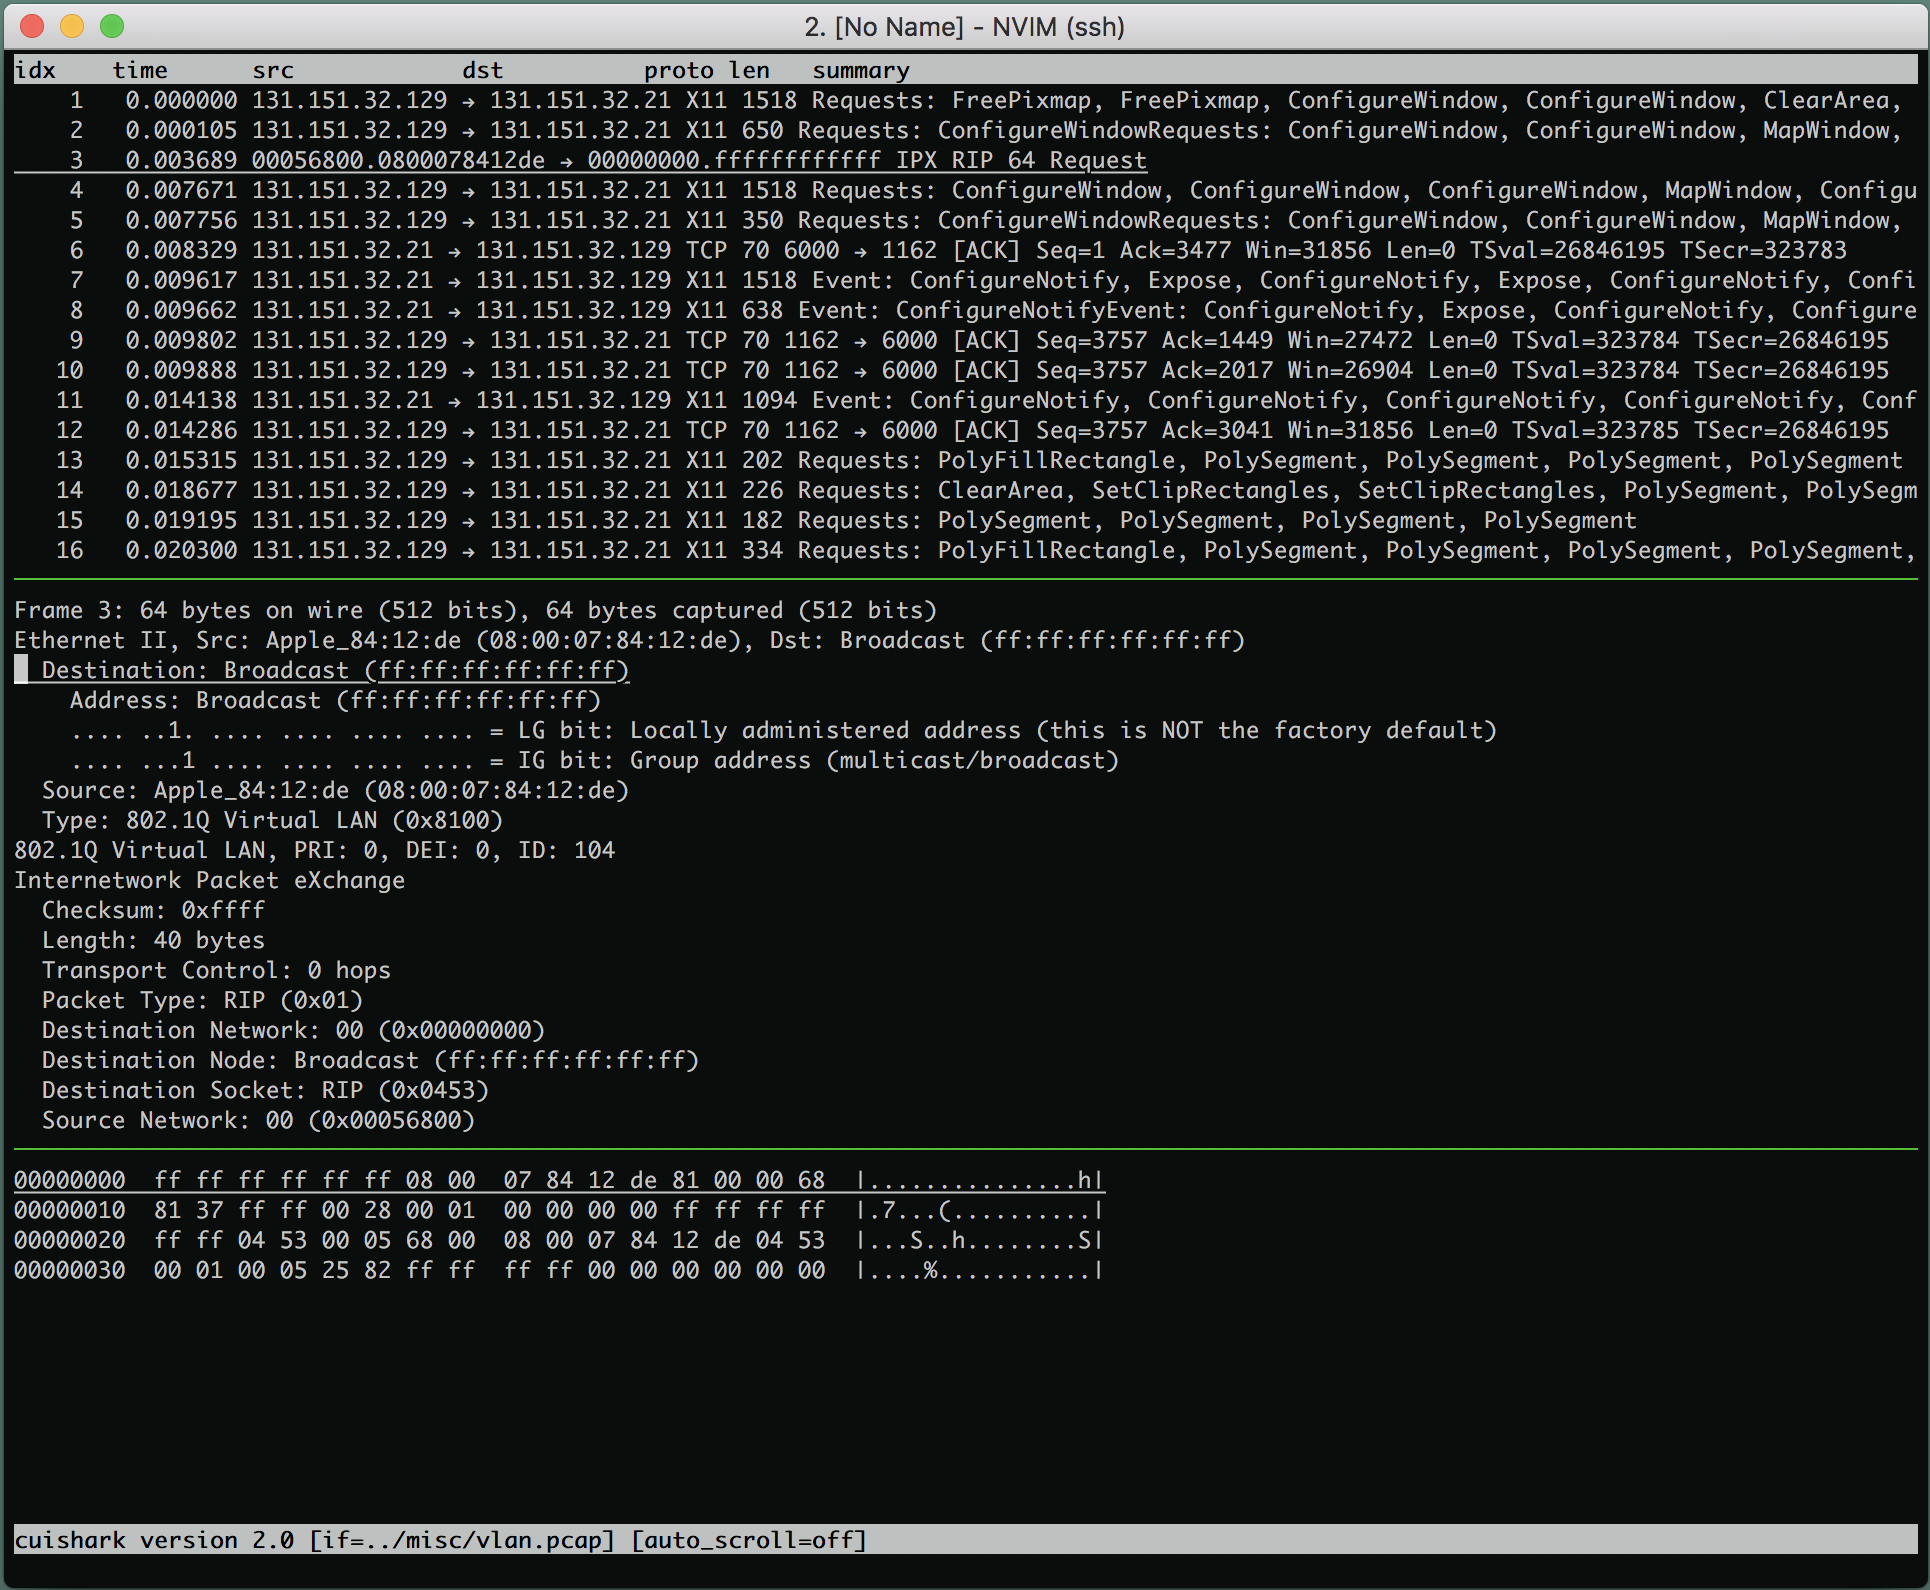 2. [No Name] - NVIM (ssh)
idx    time      src            dst          proto len   summary
    1   0.000000 131.151.32.129 → 131.151.32.21 X11 1518 Requests: FreePixmap, FreePixmap, ConfigureWindow, ConfigureWindow, ClearArea,
    2   0.000105 131.151.32.129 → 131.151.32.21 X11 650 Requests: ConfigureWindowRequests: ConfigureWindow, ConfigureWindow, MapWindow,
    3   0.003689 00056800.0800078412de → 00000000.ffffffffffff IPX RIP 64 Request
    4   0.007671 131.151.32.129 → 131.151.32.21 X11 1518 Requests: ConfigureWindow, ConfigureWindow, ConfigureWindow, MapWindow, Configu
    5   0.007756 131.151.32.129 → 131.151.32.21 X11 350 Requests: ConfigureWindowRequests: ConfigureWindow, ConfigureWindow, MapWindow,
    6   0.008329 131.151.32.21 → 131.151.32.129 TCP 70 6000 → 1162 [ACK] Seq=1 Ack=3477 Win=31856 Len=0 TSval=26846195 TSecr=323783
    7   0.009617 131.151.32.21 → 131.151.32.129 X11 1518 Event: ConfigureNotify, Expose, ConfigureNotify, Expose, ConfigureNotify, Confi
    8   0.009662 131.151.32.21 → 131.151.32.129 X11 638 Event: ConfigureNotifyEvent: ConfigureNotify, Expose, ConfigureNotify, Configure
    9   0.009802 131.151.32.129 → 131.151.32.21 TCP 70 1162 → 6000 [ACK] Seq=3757 Ack=1449 Win=27472 Len=0 TSval=323784 TSecr=26846195
   10   0.009888 131.151.32.129 → 131.151.32.21 TCP 70 1162 → 6000 [ACK] Seq=3757 Ack=2017 Win=26904 Len=0 TSval=323784 TSecr=26846195
   11   0.014138 131.151.32.21 → 131.151.32.129 X11 1094 Event: ConfigureNotify, ConfigureNotify, ConfigureNotify, ConfigureNotify, Conf
   12   0.014286 131.151.32.129 → 131.151.32.21 TCP 70 1162 → 6000 [ACK] Seq=3757 Ack=3041 Win=31856 Len=0 TSval=323785 TSecr=26846195
   13   0.015315 131.151.32.129 → 131.151.32.21 X11 202 Requests: PolyFillRectangle, PolySegment, PolySegment, PolySegment, PolySegment
   14   0.018677 131.151.32.129 → 131.151.32.21 X11 226 Requests: ClearArea, SetClipRectangles, SetClipRectangles, PolySegment, PolySegm
   15   0.019195 131.151.32.129 → 131.151.32.21 X11 182 Requests: PolySegment, PolySegment, PolySegment, PolySegment
   16   0.020300 131.151.32.129 → 131.151.32.21 X11 334 Requests: PolyFillRectangle, PolySegment, PolySegment, PolySegment, PolySegment,
Frame 3: 64 bytes on wire (512 bits), 64 bytes captured (512 bits)
Ethernet II, Src: Apple_84:12:de (08:00:07:84:12:de), Dst: Broadcast (ff:ff:ff:ff:ff:ff)
  Destination: Broadcast (ff:ff:ff:ff:ff:ff)
    Address: Broadcast (ff:ff:ff:ff:ff:ff)
    .... ..1. .... .... .... .... = LG bit: Locally administered address (this is NOT the factory default)
    .... ...1 .... .... .... .... = IG bit: Group address (multicast/broadcast)
  Source: Apple_84:12:de (08:00:07:84:12:de)
  Type: 802.1Q Virtual LAN (0x8100)
802.1Q Virtual LAN, PRI: 0, DEI: 0, ID: 104
Internetwork Packet eXchange
  Checksum: 0xffff
  Length: 40 bytes
  Transport Control: 0 hops
  Packet Type: RIP (0x01)
  Destination Network: 00 (0x00000000)
  Destination Node: Broadcast (ff:ff:ff:ff:ff:ff)
  Destination Socket: RIP (0x0453)
  Source Network: 00 (0x00056800)
00000000  ff ff ff ff ff ff 08 00  07 84 12 de 81 00 00 68  |...............h|
00000010  81 37 ff ff 00 28 00 01  00 00 00 00 ff ff ff ff  |.7...(..........|
00000020  ff ff 04 53 00 05 68 00  08 00 07 84 12 de 04 53  |...S..h........S|
00000030  00 01 00 05 25 82 ff ff  ff ff 00 00 00 00 00 00  |....%...........|
cuishark version 2.0 [if=../misc/vlan.pcap] [auto_scroll=off]